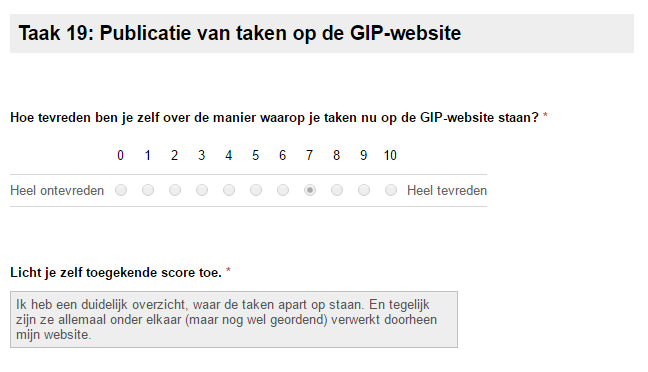 Taak 19: Publicatie van taken op de GIP-website
Hoe tevreden ben je zelf over de manier waarop je taken nu op de GIP-website staan? *
0 1 2 3 4 5 6 7 8 9 10
Heel ontevreden Heel tevreden
Licht je zelf toegekende score toe. *
Ik heb een duidelijk overzicht, waar de taken apart op staan. En tegelijk
zijn ze allemaal onder elkaar (maar nog wel geordend) verwerkt doorheen
mijn website.